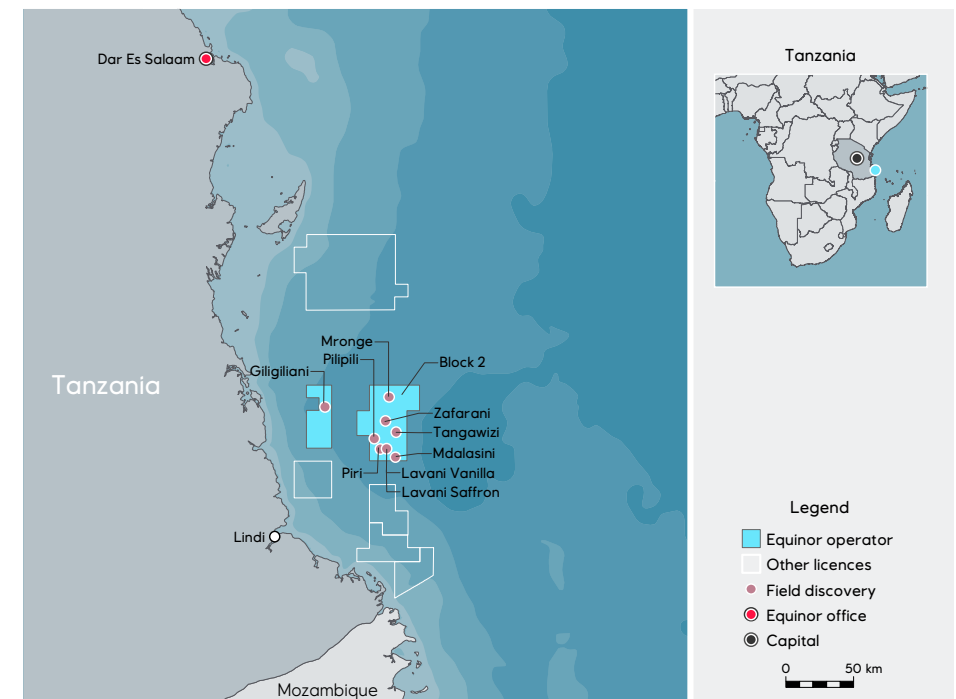 Dar Es Salaam
Mronge
Pilipili
Block 2
Giligiliani
Tanzania
Zafarani
Tangawizi
Mdalasini
Piri
Lavani Vanilla
Lavani Saffron
Lindi
Mozambique
Tanzania
Legend
Equinor operator
Other licences
Field discovery
Equinor office
Capital
0 50 km